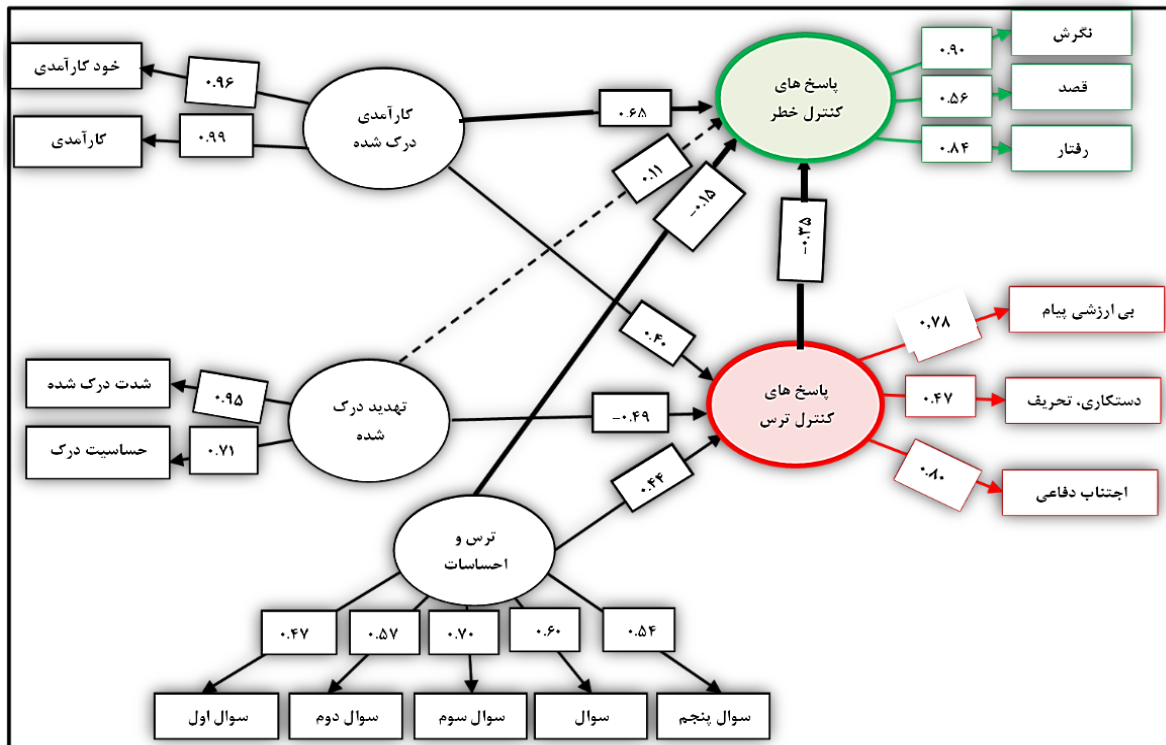 نگرش
۰.۹۰
قصد
۰.۵۶
رفتار
۰.۸۴
پاسخ های
کنترل خطر
خود کارآمدی
۰.۹۶
کارآمدی
۰.۹۹
کارآمدی
درک شده
۰.۶۸
۰.۱۱
-۰.۱۵
-۰.۳۵
۰.۴۰
بی ارزشی پیام
۰,۷۸
دستکاری، تحریف
۰.۴۷
اجتناب دفاعی
۰.۸۰
پاسخ های
کنترل ترس
شدت درک شده
۰.۹۵
حساسیت درک
۰.۷۱
تهدید درک
شده
-۰.۴۹
۰.۴۴
ترس و
احساسات
۰.۵۴
۰.۶۰
۰.۷۰
۰.۵۷
۰.۴۷
سوال پنجم
سوال
سوال سوم
سوال دوم
سوال اول